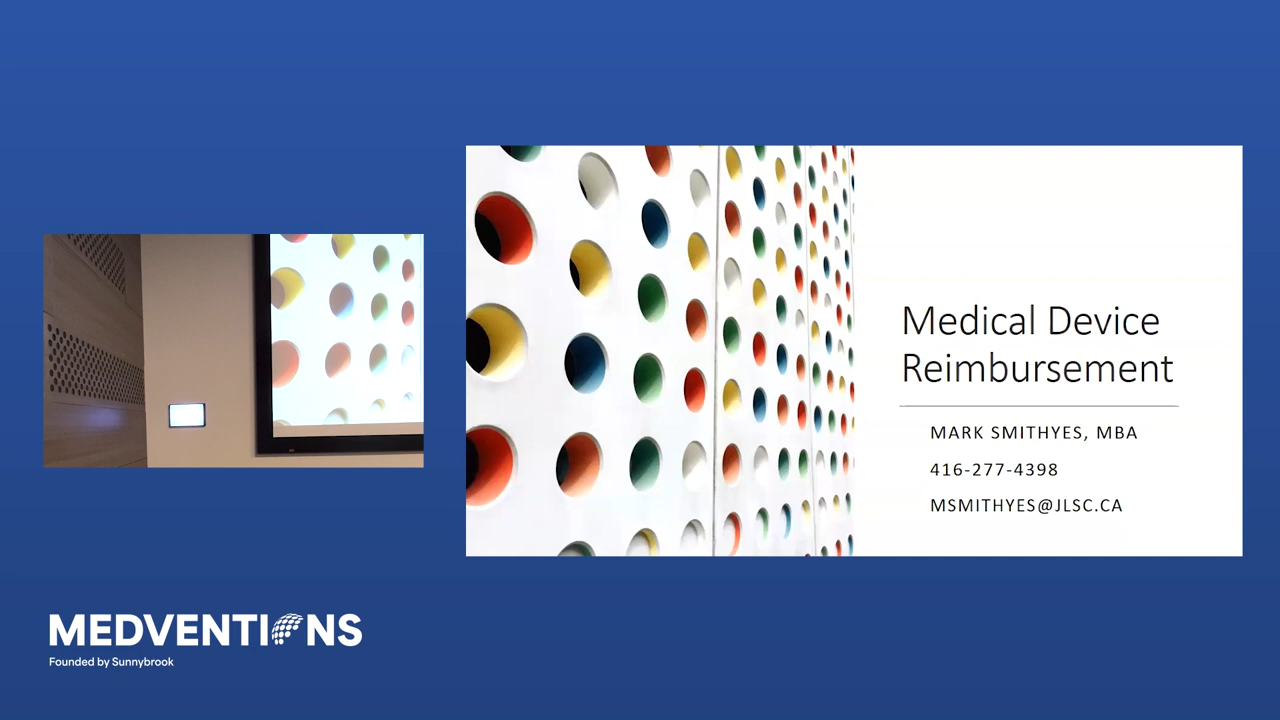 Medical Device
Reimbursement
MARK SMITHYES, MBA
416-277-4398
MSMITHYES@JLSC.CA
MEDVENTIONS
Founded by Sunnybrook